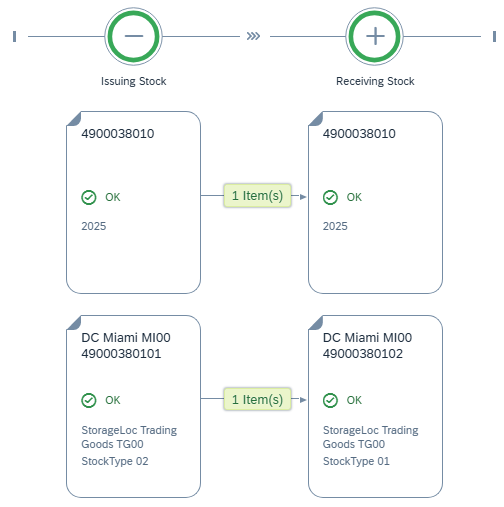 Issuing Stock
Receiving Stock
4900038010
OK
2025
1 Item(s)
4900038010
OK
2025
DC Miami MI00
49000380101
OK
StorageLoc Trading
Goods TG00
StockType 02
1 Item(s)
DC Miami MI00
49000380102
OK
StorageLoc Trading
Goods TG00
StockType 01